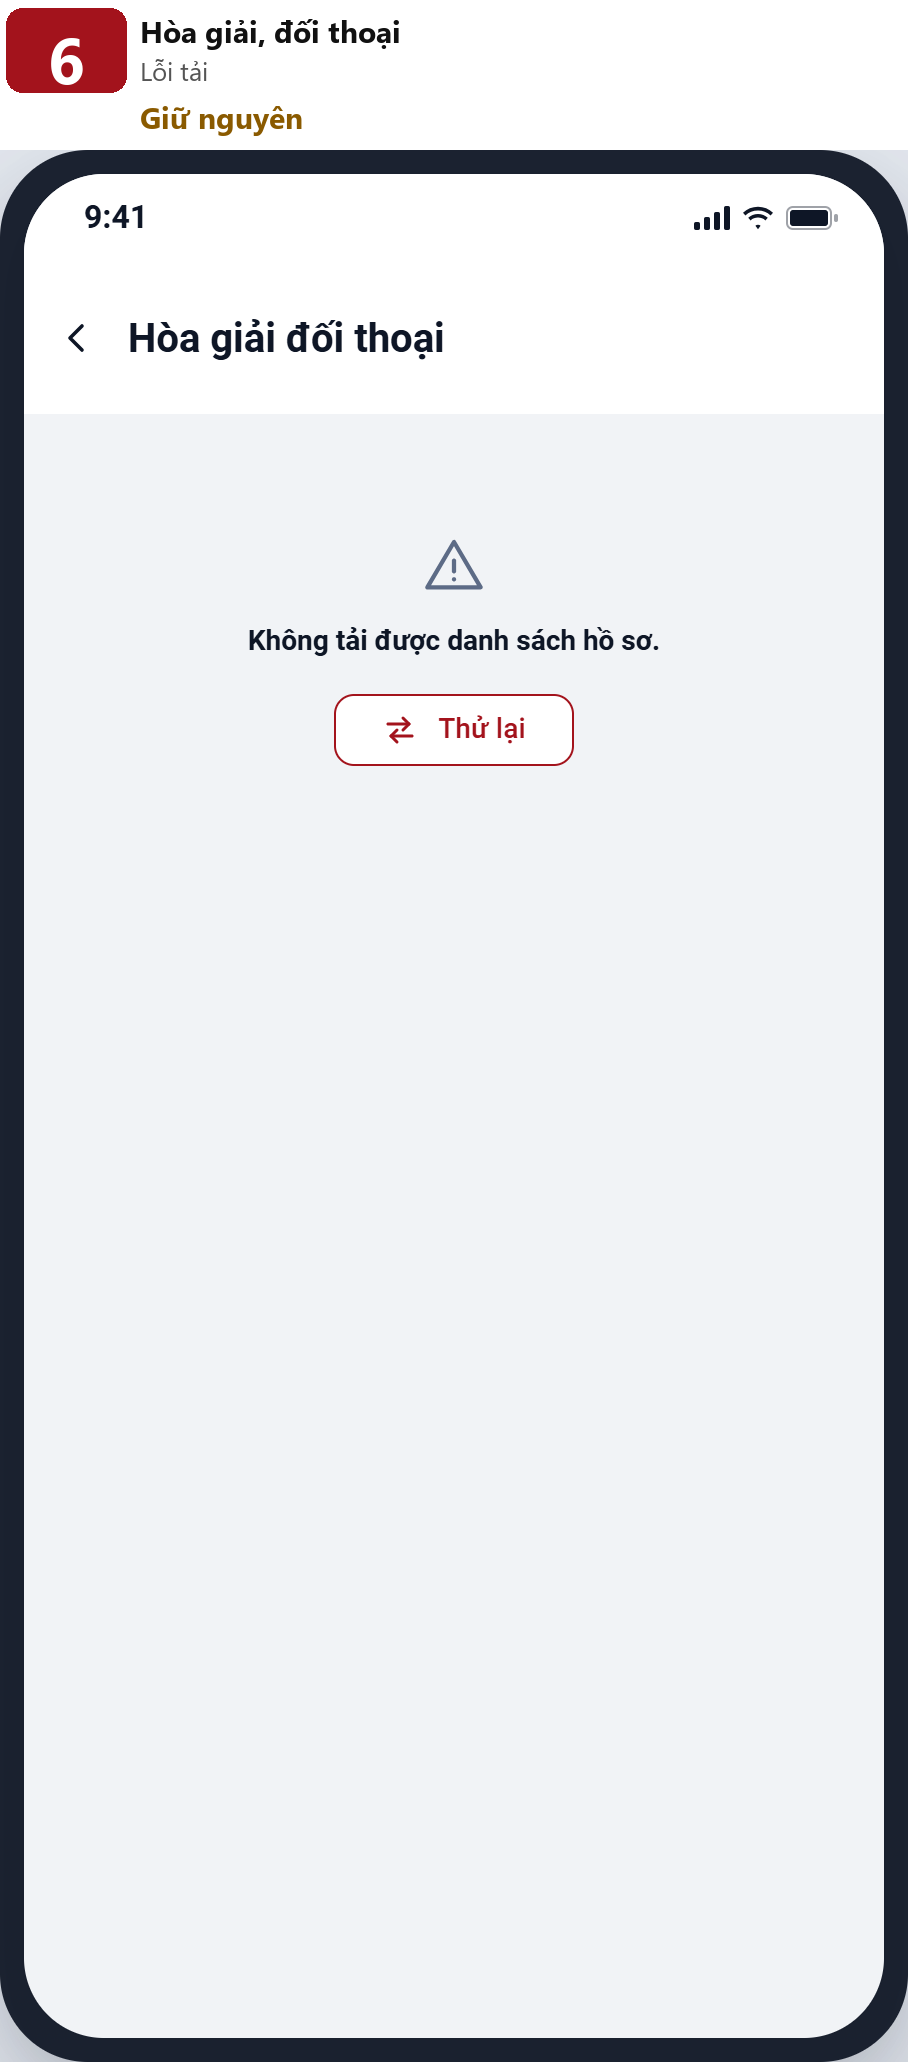 6
Hòa giải, đối thoại
Lỗi tải
Giữ nguyên
9:41
Hòa giải đối thoại
Không tải được danh sách hồ sơ.
Thử lại